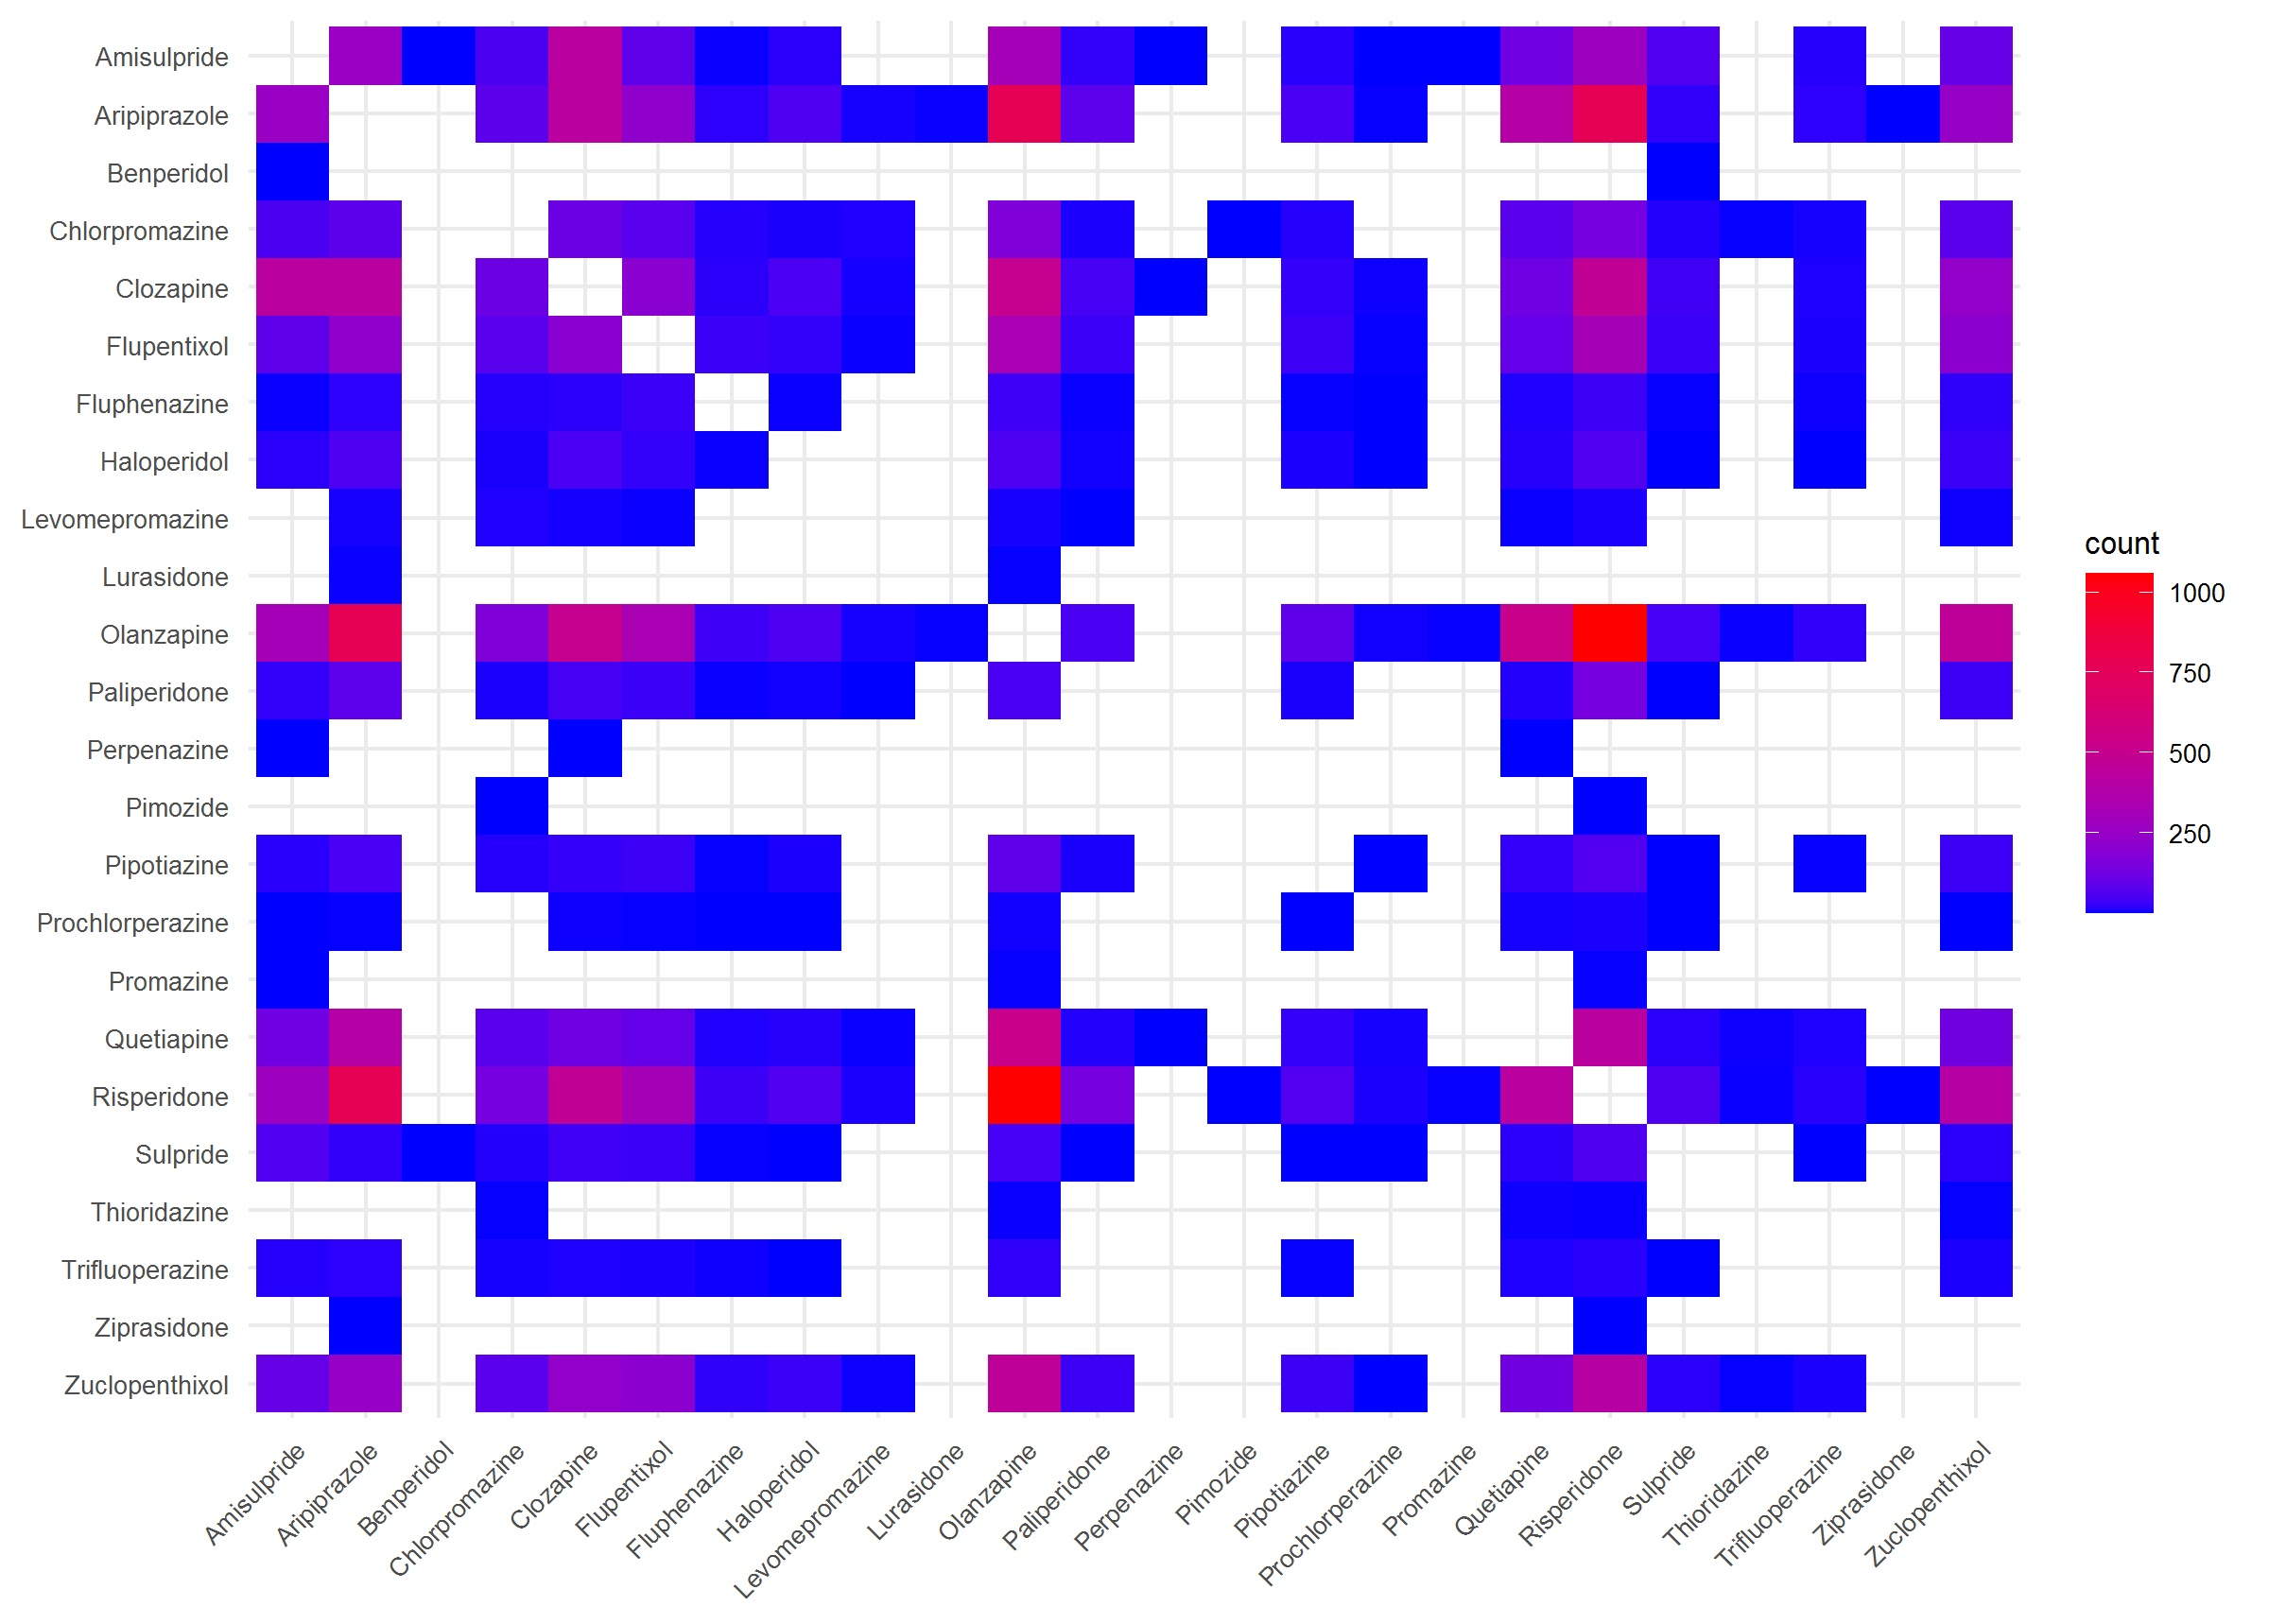 Amisulpride
Aripiprazole
Benperidol
Chlorpromazine
Clozapine
Flupentixol
Fluphenazine
Haloperidol
Levomepromazine
Lurasidone
Olanzapine
Paliperidone
Perpenazine
Pimozide
Pipotiazine
Prochlorperazine
Promazine
Quetiapine
Risperidone
Sulpride
Thioridazine
Trifluoperazine
Ziprasidone
Zuclopenthixol
Amisulpride
Aripiprazole
Benperidol
Chlorpromazine
Clozapine
Flupentixol
Fluphenazine
Haloperidol
Levomepromazine
Lurasidone
Olanzapine
Paliperidone
Perpenazine
Pimozide
Pipotiazine
Prochlorperazine
Promazine
Quetiapine
Risperidone
Sulpride
Thioridazine
Trifluoperazine
Ziprasidone
Zuclopenthixol
count
1000
750
500
250